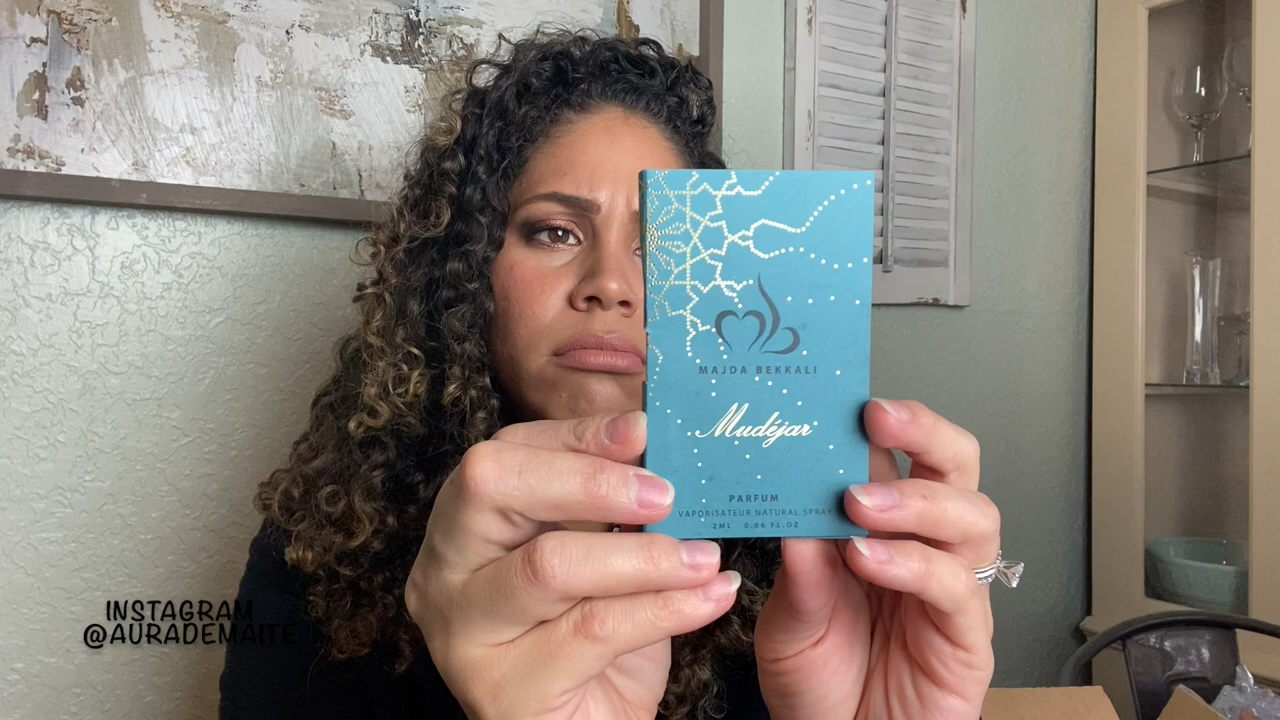 MAJDA BEKKALI
Mudéjar
PARFUM
VAPORISATEUR NATURAL SPRAY
2ML 0,06 FL.OZ
INSTAGRAM
@AURADEMAITE